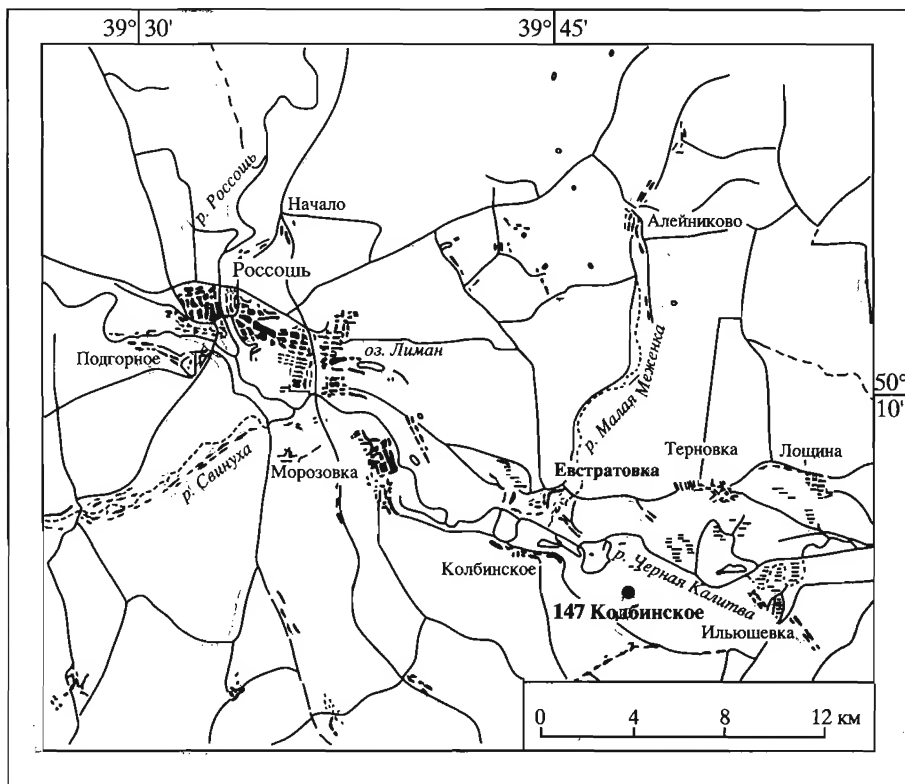 39° 30'
39° 45'
р. Россошь
Начало
Алейниково
Россошь
Подгорное
оз. Лиман
50°
10'
р. Малая Меженка
р. Свинуха
Морозовка
Евстратовка
Терновка
Лощина
Колбинское
р. Черная Калитва
147 Колбинское
Ильюшевка
0 4 8 12 км